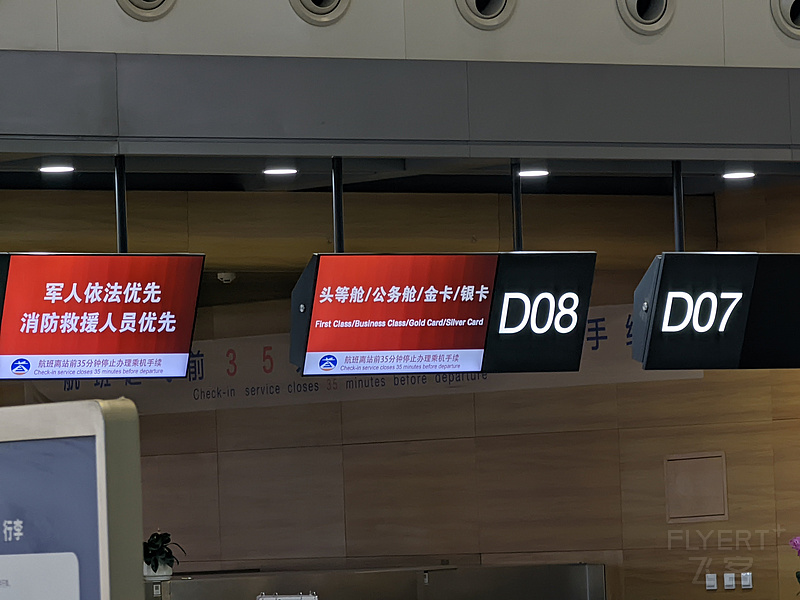 军人依法优先
消防救援人员优先
航班离站前35分钟停止办理乘机手续
Check-in service closes 35 minutes before departure
头等舱/公务舱/金卡/银卡
First Class/Business Class/Gold Card/Silver Card
航班离站前35分钟停止办理乘机手续
Check-in service closes 35 minutes before departure
D08
D07
前35
手续
Check-in service closes 35 minutes before departure
行李
FLYERT+
飞客